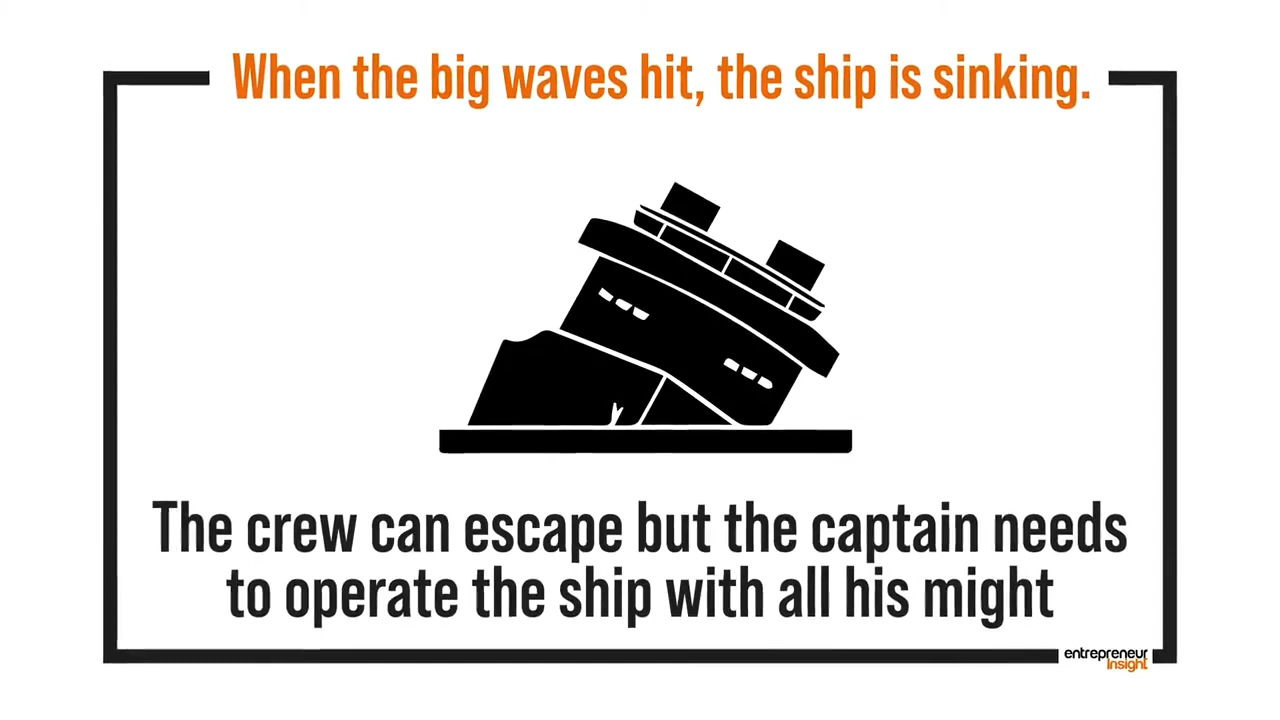 When the big waves hit, the ship is sinking.
The crew can escape but the captain needs
to operate the ship with all his might
entrepreneur
insight